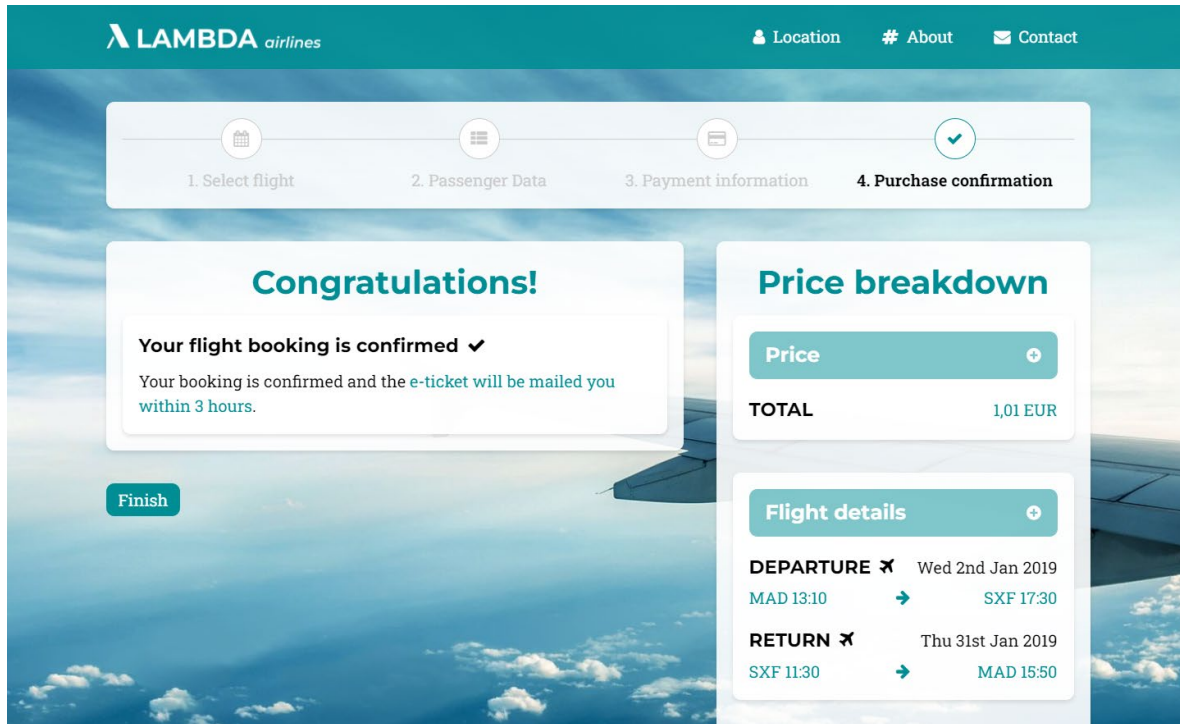 LAMBDA airlines
Location
# About
Contact
1. Select flight
2. Passenger Data
3. Payment information
4. Purchase confirmation
Congratulations!
Your flight booking is confirmed
Your booking is confirmed and the e-ticket will be mailed you
within 3 hours.
Finish
Price breakdown
Price
TOTAL 1,01 EUR
Flight details
DEPARTURE Wed 2nd Jan 2019
MAD 13:10 SXF 17:30
RETURN Thu 31st Jan 2019
SXF 11:30 MAD 15:50